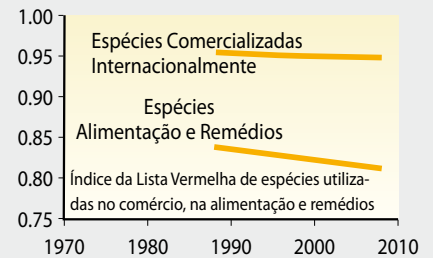 1.00
0.95
0.90
0.85
0.80
0.75
Espécies Comercializadas
Internacionalmente
Espécies
Alimentação e Remédios
Índice da Lista Vermelha de espécies utiliza-
das no comércio, na alimentação e remédios
1970 1980 1990 2000 2010